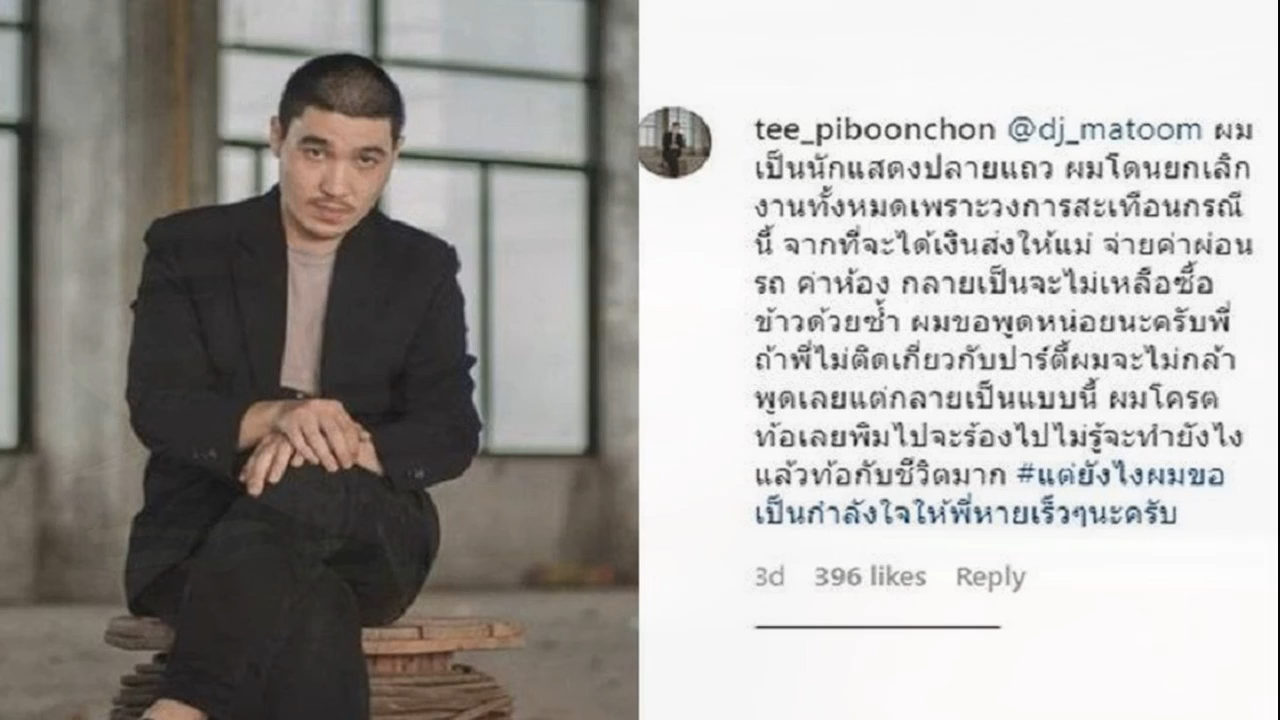 tee_piboonchon @dj_matoom ผม
เป็นนักแสดงปลายแถว ผมโดนยกเลิก
งานทั้งหมดเพราะวงการสะเทือนกรณี
นี้ จากที่จะได้เงินส่งให้แม่ จ่ายค่าผ่อน
รถ ค่าห้อง กลายเป็นจะไม่เหลือซื้อ
ข้าวด้วยซ้ำ ผมขอพูดหน่อยนะครับพี่
ถ้าพี่ไม่ติดเกี่ยวกับปาร์ตี้ผมจะไม่กล้า
พูดเลยแต่กลายเป็นแบบนี้ ผมโครต
ท้อเลยพิมไปจะร้องไปไม่รู้จะทำยังไง
แล้วท้อกับชีวิตมาก #แต่ยังไงผมขอ
เป็นกำลังใจให้พี่หายเร็วๆนะครับ
3d 396 likes Reply